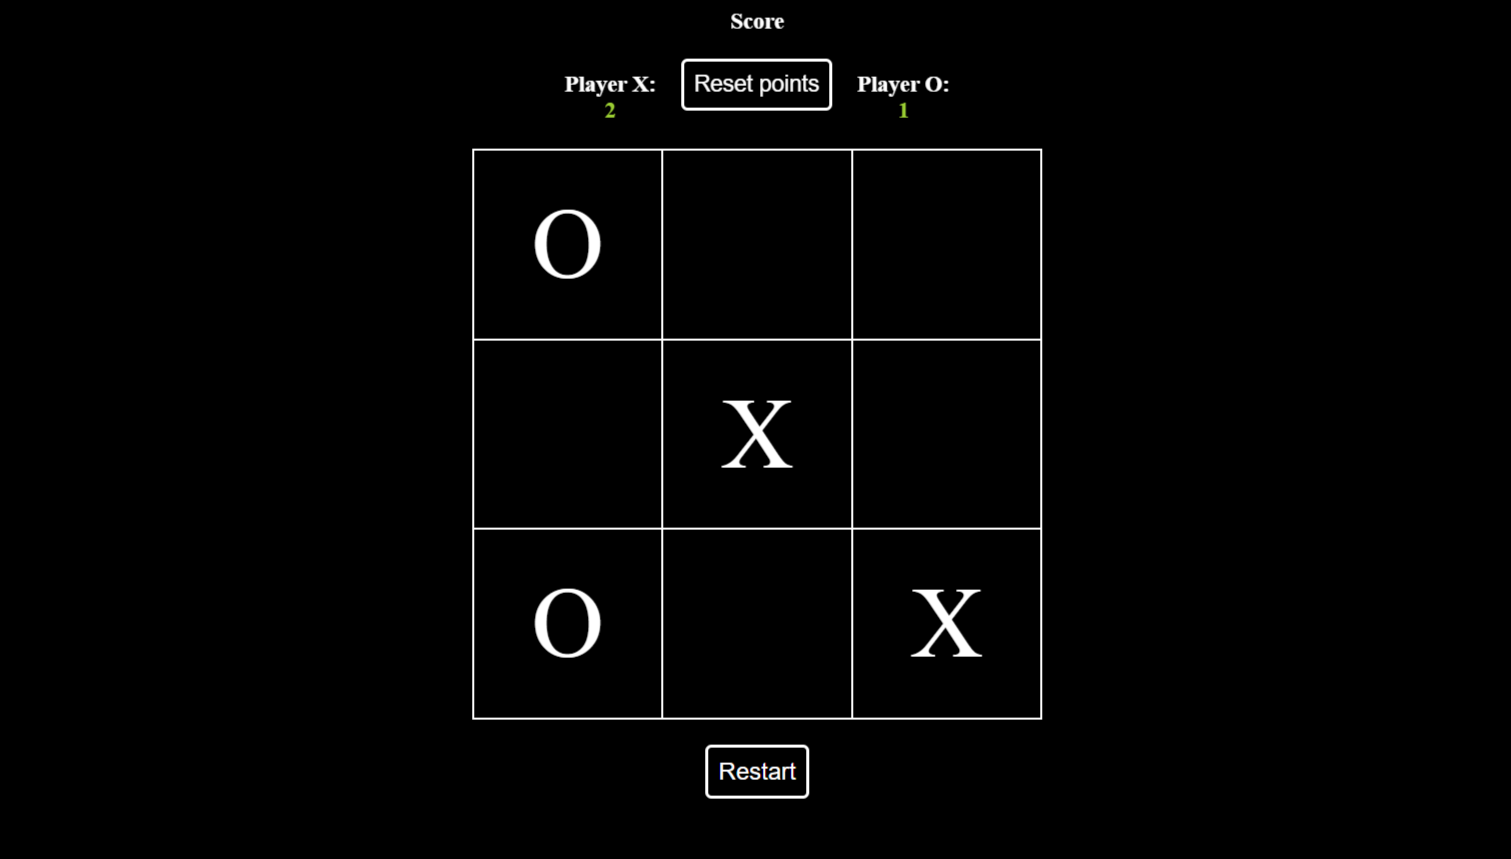 Score
Player X: Reset points Player O:
2 1
O
X
O X
Restart